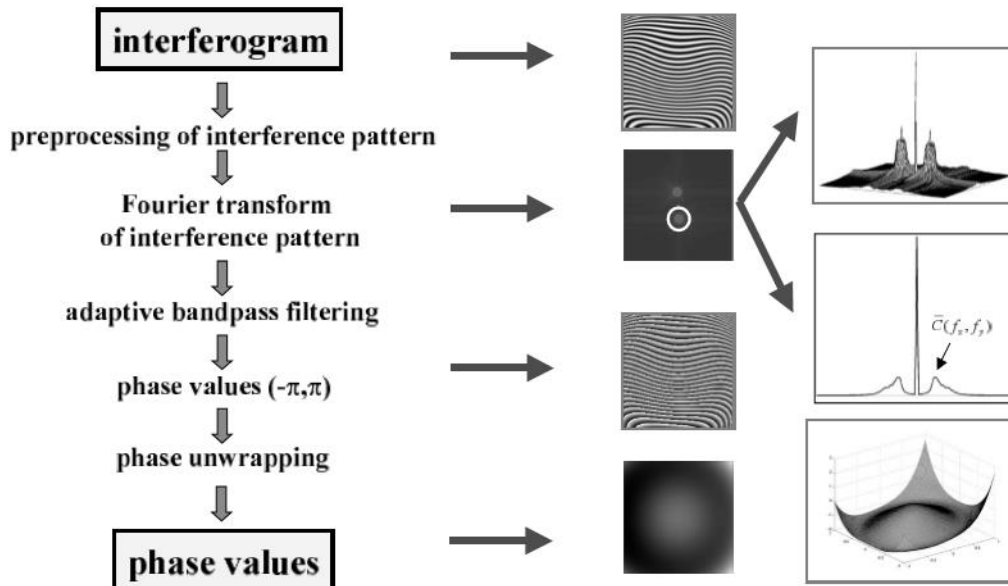 interferogram
preprocessing of interference pattern
Fourier transform
of interference pattern
adaptive bandpass filtering
phase values (-π,π)
phase unwrapping
phase values
C̅(fₓ, fᵧ)